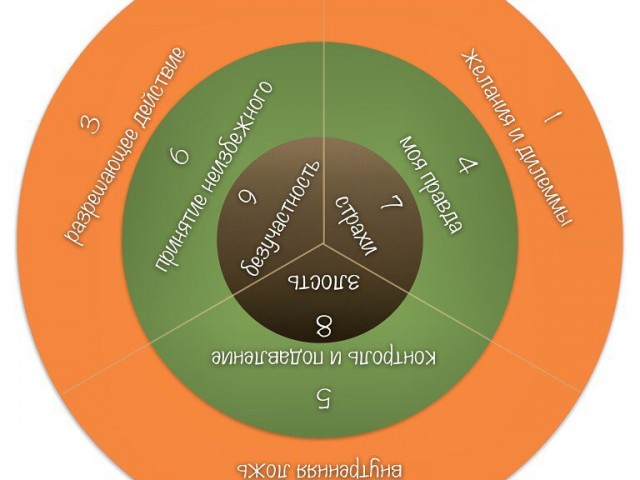 1
желания и дилеммы
внутренняя ложь
3
разрешающее действие
4
моя правда
5
контроль и подавление
6
принятие неизбежного
7
страхи
8
злость
9
безучастность